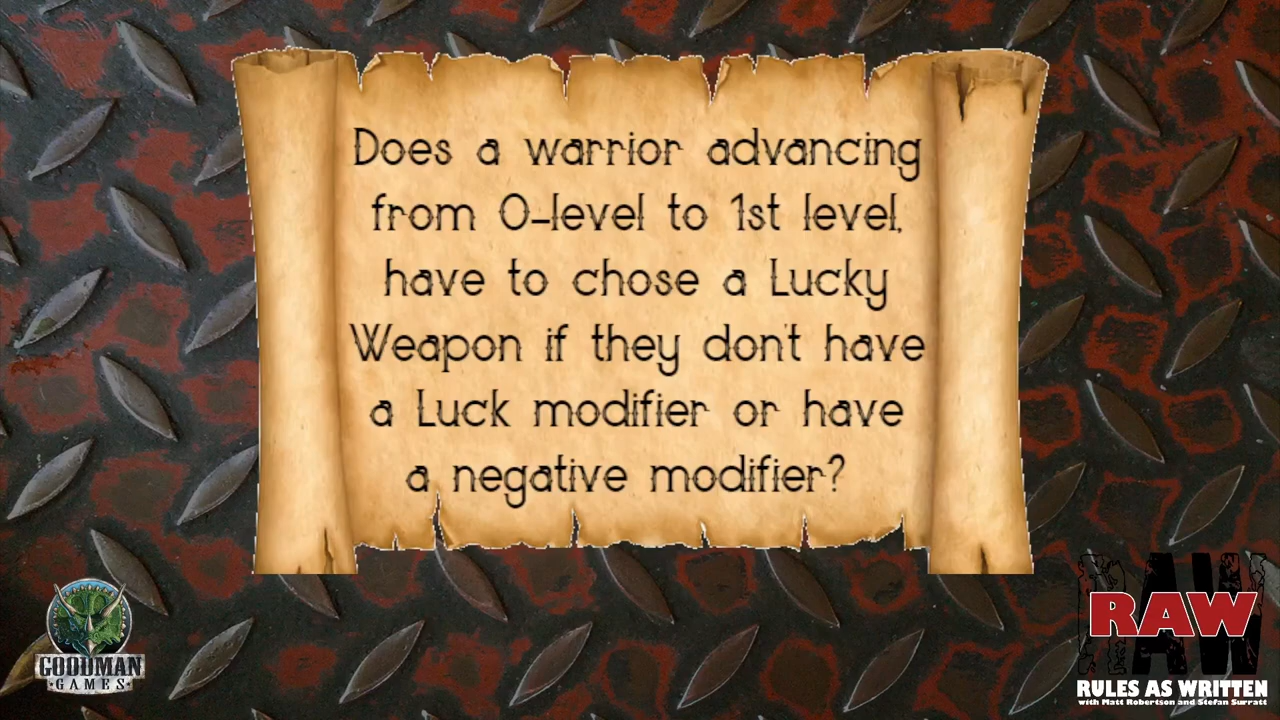 Does a warrior advancing
from 0-level to 1st level,
have to chose a Lucky
Weapon if they don't have
a Luck modifier or have
a negative modifier?
GOODMAN
GAMES
RAW
RULES AS WRITTEN
with Matt Robertson and Stefan Surratt